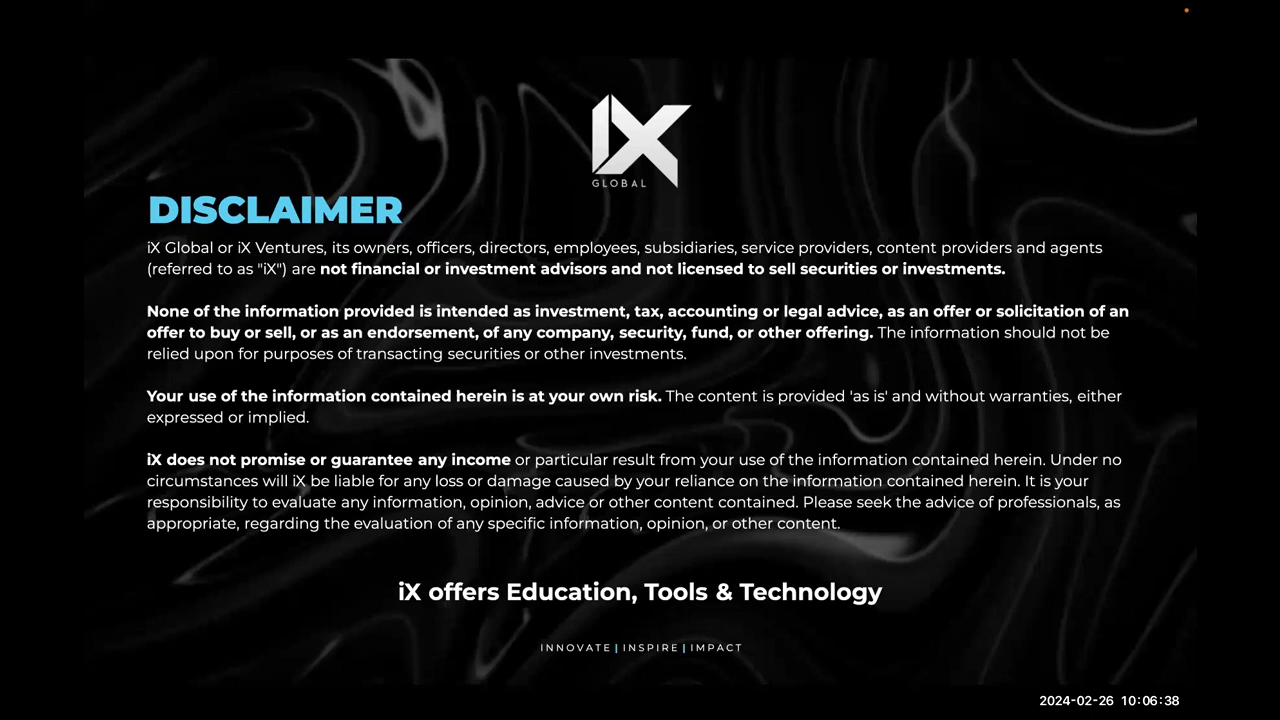 IX
GLOBAL
DISCLAIMER
iX Global or iX Ventures, its owners, officers, directors, employees, subsidiaries, service providers, content providers and agents
(referred to as "iX") are not financial or investment advisors and not licensed to sell securities or investments.
None of the information provided is intended as investment, tax, accounting or legal advice, as an offer or solicitation of an
offer to buy or sell, or as an endorsement, of any company, security, fund, or other offering. The information should not be
relied upon for purposes of transacting securities or other investments.
Your use of the information contained herein is at your own risk. The content is provided 'as is' and without warranties, either
expressed or implied.
iX does not promise or guarantee any income or particular result from your use of the information contained herein. Under no
circumstances will iX be liable for any loss or damage caused by your reliance on the information contained herein. It is your
responsibility to evaluate any information, opinion, advice or other content contained. Please seek the advice of professionals, as
appropriate, regarding the evaluation of any specific information, opinion, or other content.
iX offers Education, Tools & Technology
INNOVATE | INSPIRE | IMPACT
2024-02-26 10:06:38